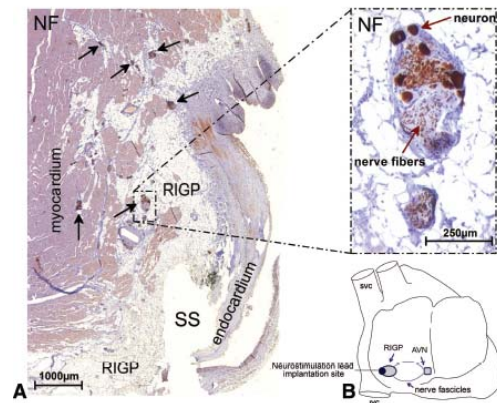 NF
myocardium
RIGP
endocardium
SS
RIGP
A
1000µm
NF
neuron
nerve fibers
250µm
SVC
RIGP
AVN
Neurostimulation lead
implantation site
nerve fascicles
B